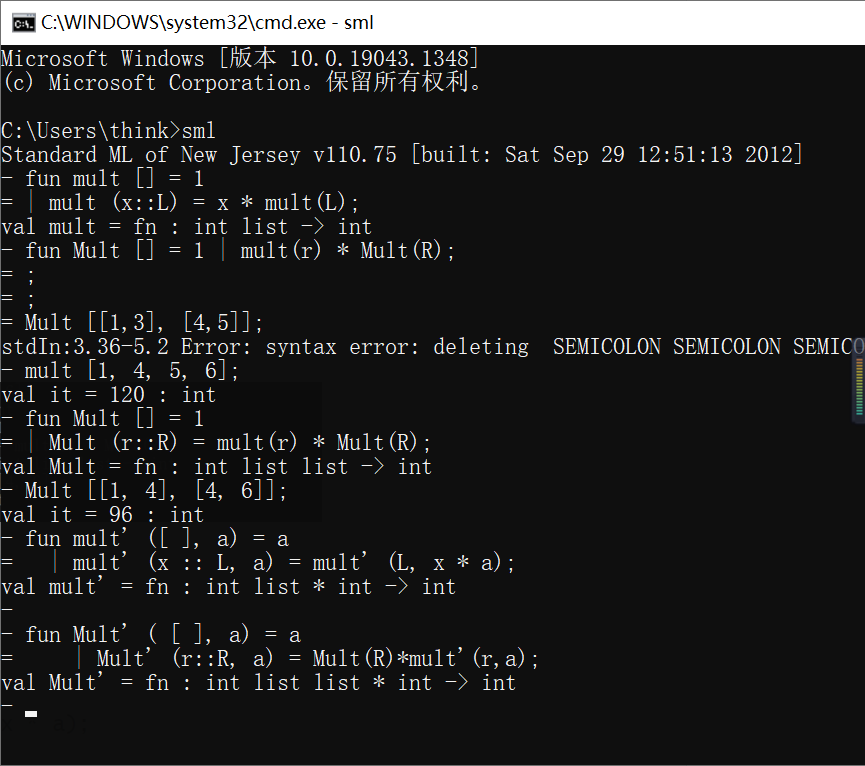 C:\WINDOWS\system32\cmd.exe - sml
Microsoft Windows [版本 10.0.19043.1348]
(c) Microsoft Corporation。保留所有权利。
C:\Users\think>sml
Standard ML of New Jersey v110.75 [built: Sat Sep 29 12:51:13 2012]
- fun mult [] = 1
= | mult (x::L) = x * mult(L);
val mult = fn : int list -> int
- fun Mult [] = 1 | mult(r) * Mult(R);
= ;
= ;
= Mult [[1,3], [4,5]];
stdIn:3.36-5.2 Error: syntax error: deleting  SEMICOLON SEMICOLON SEMICO
- mult [1, 4, 5, 6];
val it = 120 : int
- fun Mult [] = 1
= | Mult (r::R) = mult(r) * Mult(R);
val Mult = fn : int list list -> int
- Mult [[1, 4], [4, 6]];
val it = 96 : int
- fun mult' ([ ], a) = a
=   | mult' (x :: L, a) = mult' (L, x * a);
val mult' = fn : int list * int -> int
-
- fun Mult' ( [ ], a) = a
=     | Mult' (r::R, a) = Mult(R)*mult'(r,a);
val Mult' = fn : int list list * int -> int
-